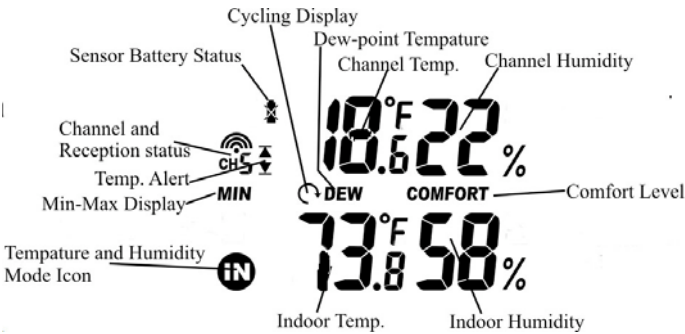 Cycling Display
Dew-point Tempature
Sensor Battery Status
Channel Temp.
Channel Humidity
18.6°F 22%
Channel and
Reception status
CH5
Temp. Alert
MIN
DEW
COMFORT
Comfort Level
Min-Max Display
73.8°F 58%
Tempature and Humidity
Mode Icon
iN
Indoor Temp.
Indoor Humidity